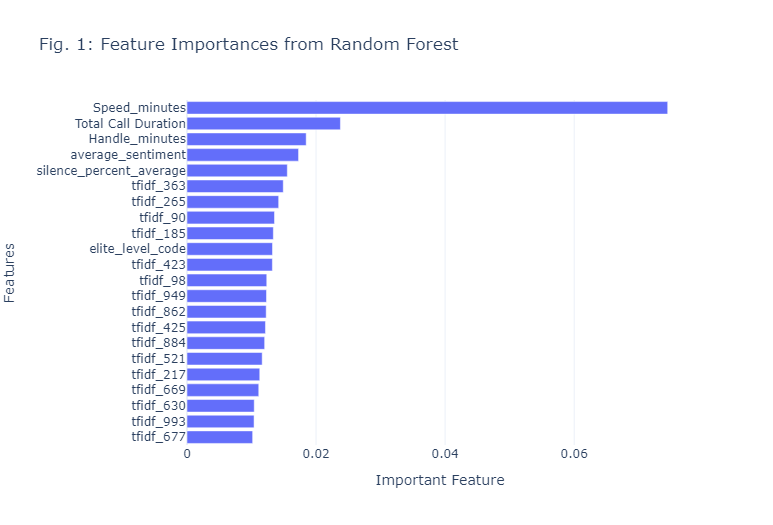 Fig. 1: Feature Importances from Random Forest
Speed_minutes
Total Call Duration
Handle_minutes
average_sentiment
silence_percent_average
tfidf_363
tfidf_265
tfidf_90
tfidf_185
elite_level_code
tfidf_423
tfidf_98
tfidf_949
tfidf_862
tfidf_425
tfidf_884
tfidf_521
tfidf_217
tfidf_669
tfidf_630
tfidf_993
tfidf_677
Features
0 0.02 0.04 0.06
Important Feature